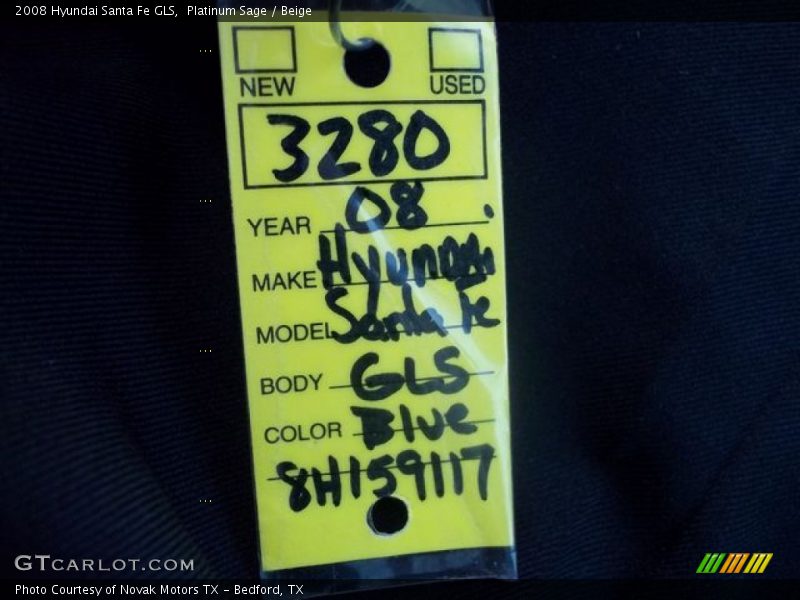 2008 Hyundai Santa Fe GLS, Platinum Sage / Beige
NEW USED
3280
YEAR 08
MAKE Hyundai
MODEL Santa Fe
BODY GLS
COLOR Blue
8H159117
GTCARLOT.COM
Photo Courtesy of Novak Motors TX - Bedford, TX